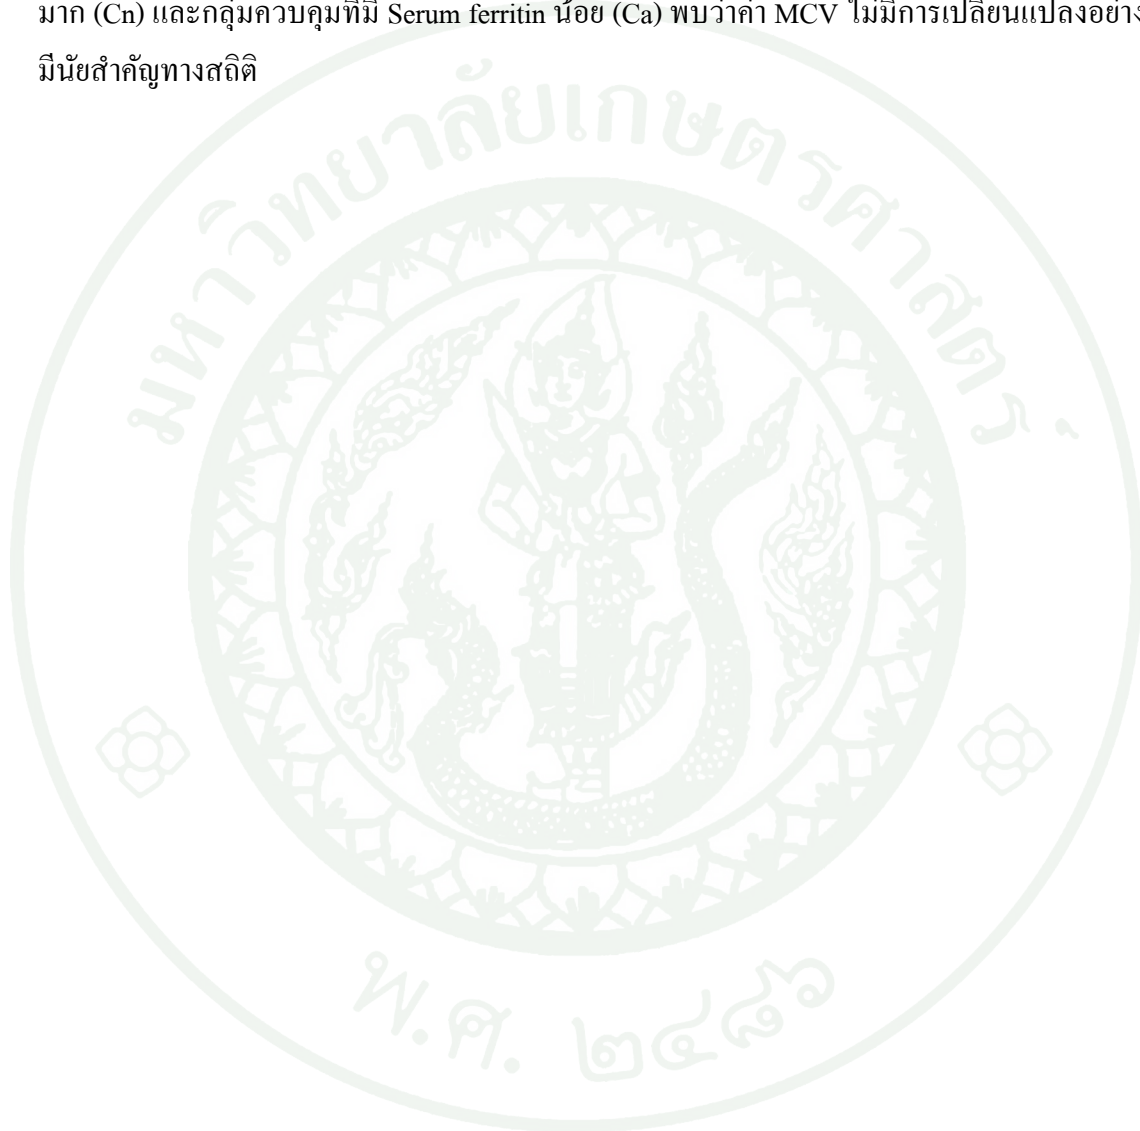 มาก (Cn) และกลุ่มควบคุมที่มี Serum ferritin น้อย (Ca) พบว่าค่า MCV ไม่มีการเปลี่ยนแปลงอย่าง
มีนัยสำคัญทางสถิติ
มหาวิทยาลัยเกษตรศาสตร์
พ.ศ. ๒๔๘๖